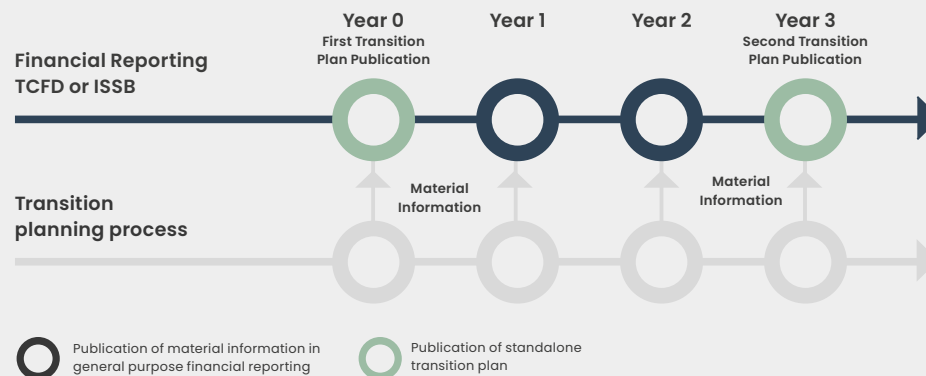 Year 0
Year 1
Year 2
Year 3
First Transition
Plan Publication
Second Transition
Plan Publication
Financial Reporting
TCFD or ISSB
Material
Information
Material
Information
Transition
planning process
Publication of material information in
general purpose financial reporting
Publication of standalone
transition plan